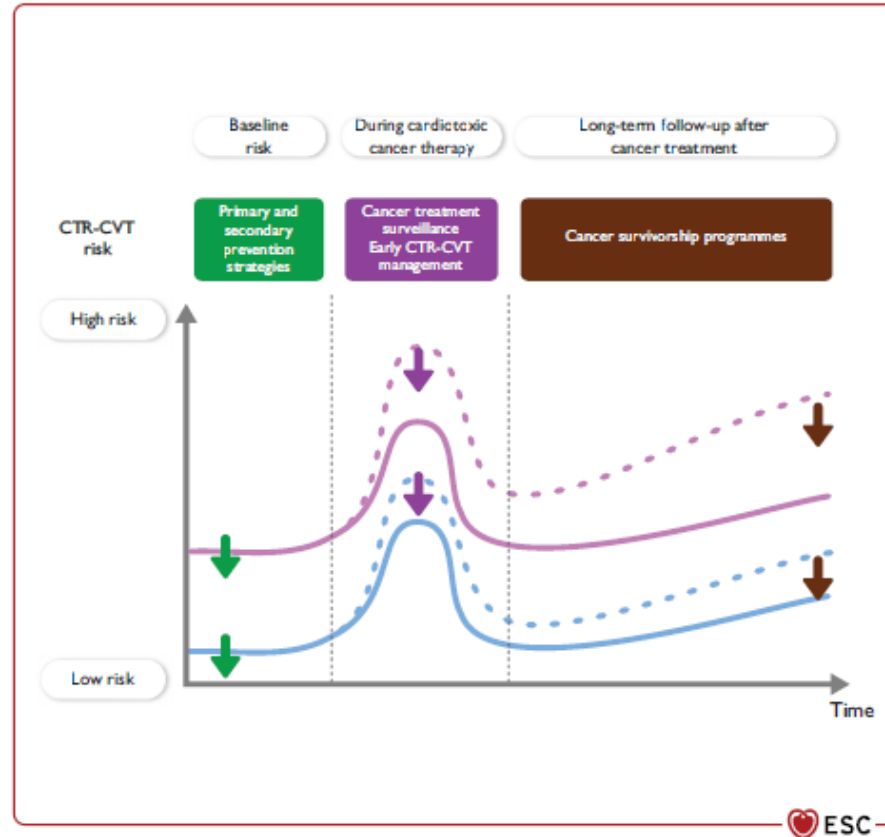 Baseline
risk
During cardiotoxic
cancer therapy
Long-term follow-up after
cancer treatment
CTR-CVT
risk
Primary and
secondary
prevention
strategies
Cancer treatment
surveillance
Early CTR-CVT
management
Cancer survivorship programmes
High risk
Low risk
Time
ESC